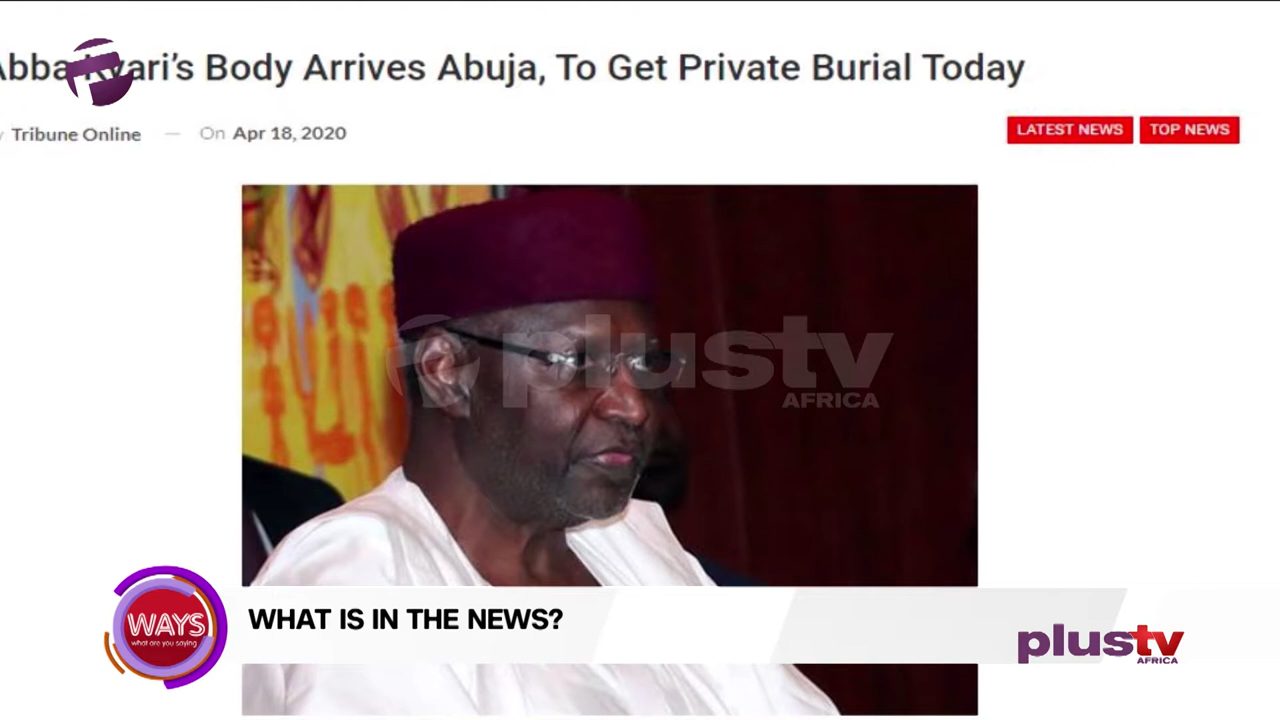 Abba Kyari's Body Arrives Abuja, To Get Private Burial Today
Tribune Online — On Apr 18, 2020
LATEST NEWS TOP NEWS
plustv
AFRICA
WAYS
what are you saying
WHAT IS IN THE NEWS?
plustv
AFRICA